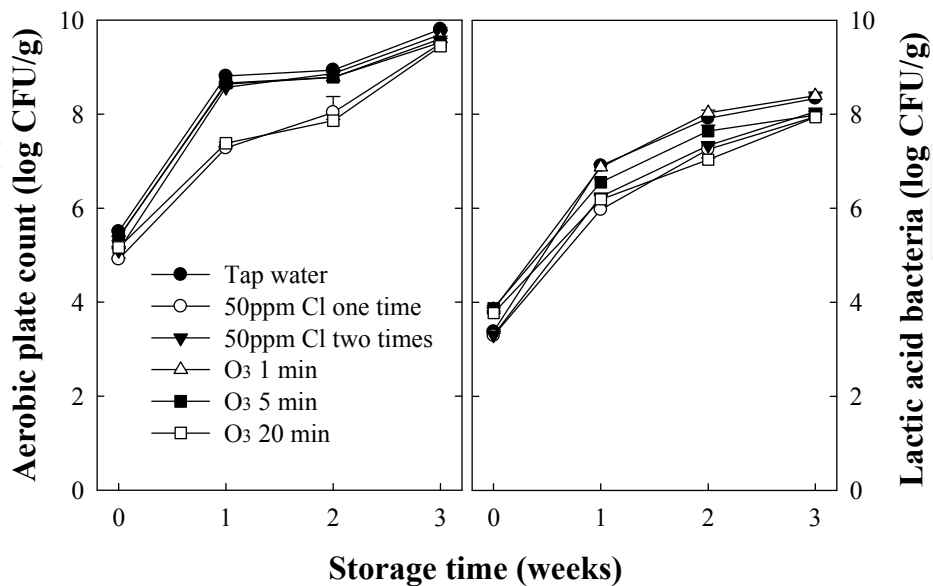 Aerobic plate count (log CFU/g)
10
8
6
4
2
0
Tap water
50ppm Cl one time
50ppm Cl two times
O3 1 min
O3 5 min
O3 20 min
0 1 2 3
0 1 2 3
10
8
6
4
2
0
Lactic acid bacteria (log CFU/g)
Storage time (weeks)